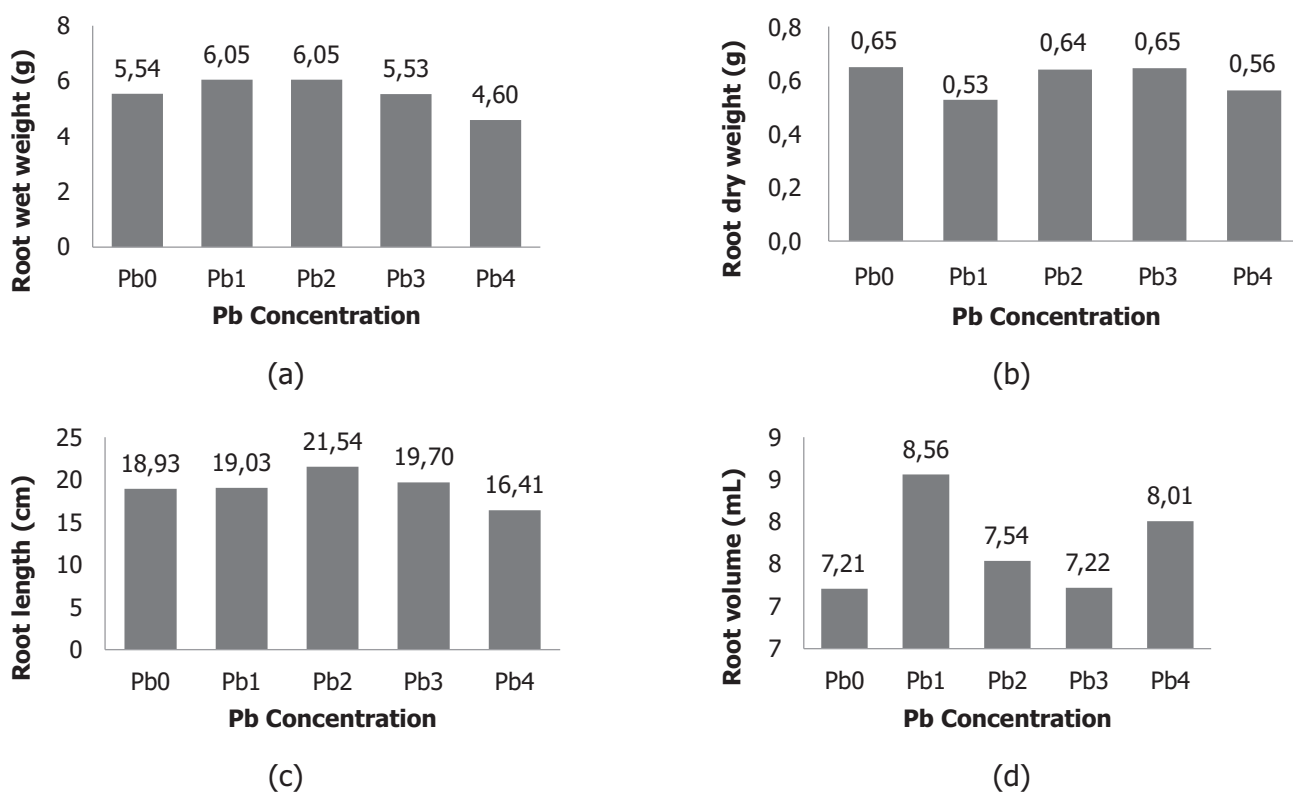 Root wet weight (g)
8
6
4
2
0
5,54
6,05
6,05
5,53
4,60
Pb0 Pb1 Pb2 Pb3 Pb4
Pb Concentration
(a)
Root dry weight (g)
0,8
0,6
0,4
0,2
0,0
0,65
0,53
0,64
0,65
0,56
Pb0 Pb1 Pb2 Pb3 Pb4
Pb Concentration
(b)
Root length (cm)
25
20
15
10
5
0
18,93
19,03
21,54
19,70
16,41
Pb0 Pb1 Pb2 Pb3 Pb4
Pb Concentration
(c)
Root volume (mL)
9
9
8
8
7
7
7,21
8,56
7,54
7,22
8,01
Pb0 Pb1 Pb2 Pb3 Pb4
Pb Concentration
(d)